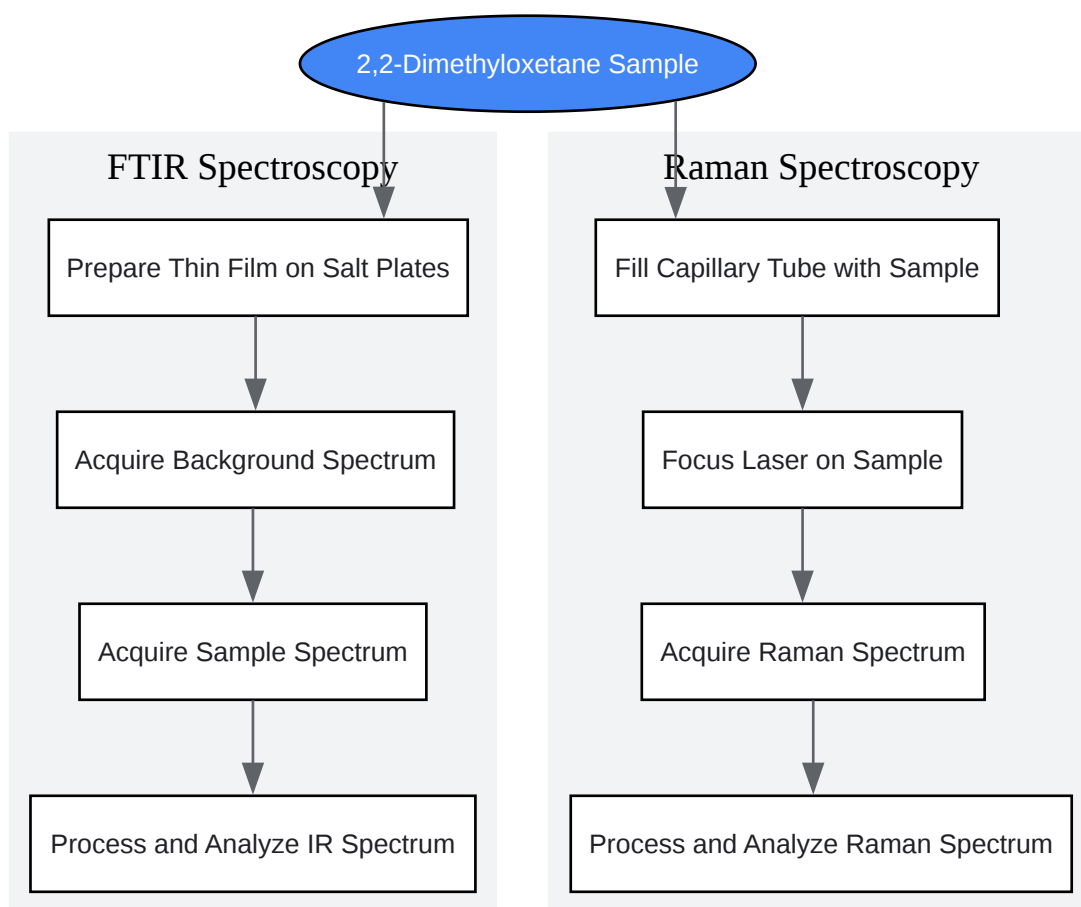 2,2-Dimethyloxetane Sample
FTIR Spectroscopy
Prepare Thin Film on Salt Plates
Acquire Background Spectrum
Acquire Sample Spectrum
Process and Analyze IR Spectrum
Raman Spectroscopy
Fill Capillary Tube with Sample
Focus Laser on Sample
Acquire Raman Spectrum
Process and Analyze Raman Spectrum